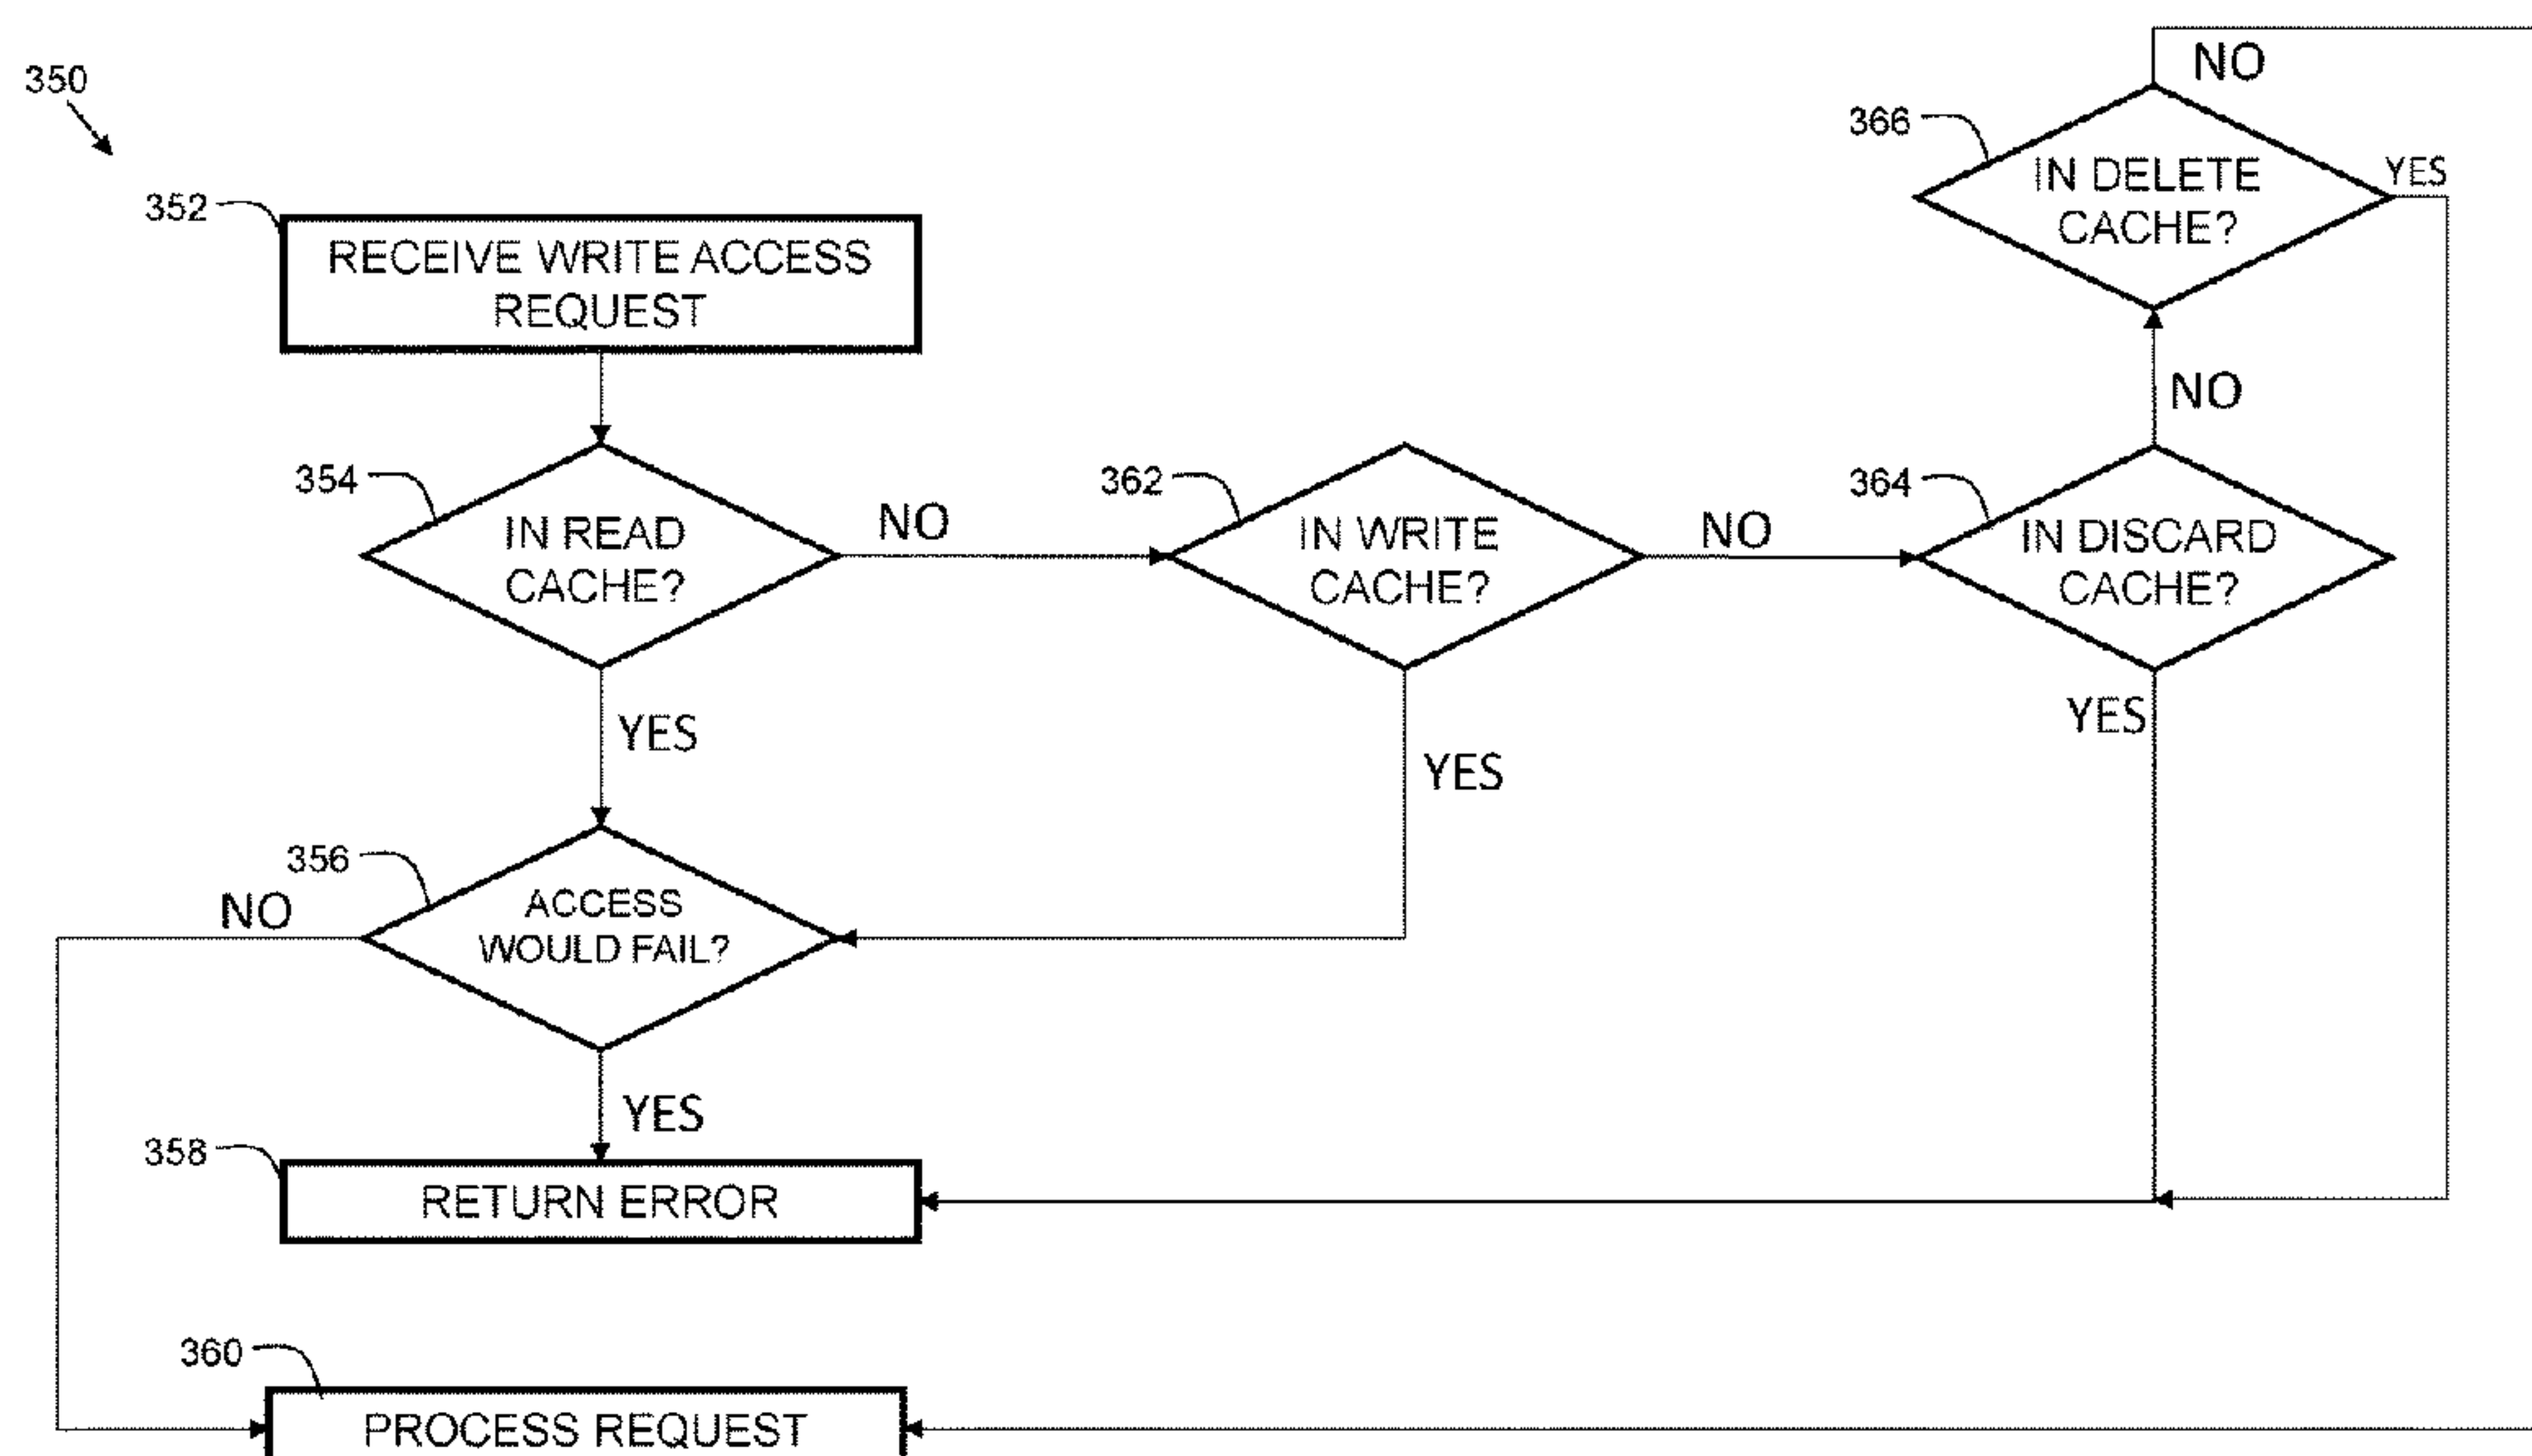 350
352
RECEIVE WRITE ACCESS
REQUEST
354
IN READ
CACHE?
NO
362
IN WRITE
CACHE?
NO
364
IN DISCARD
CACHE?
NO
366
IN DELETE
CACHE?
NO
YES
YES
YES
YES
356
ACCESS
WOULD FAIL?
NO
YES
358
RETURN ERROR
360
PROCESS REQUEST